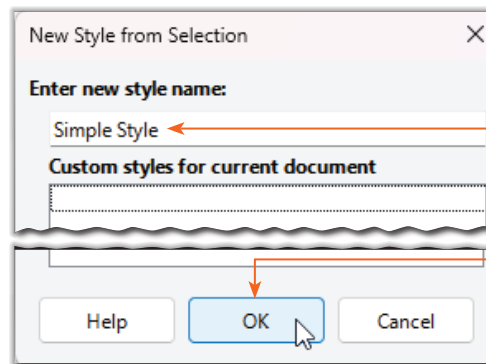 New Style from Selection
Enter new style name:
Simple Style
Custom styles for current document
Help OK Cancel